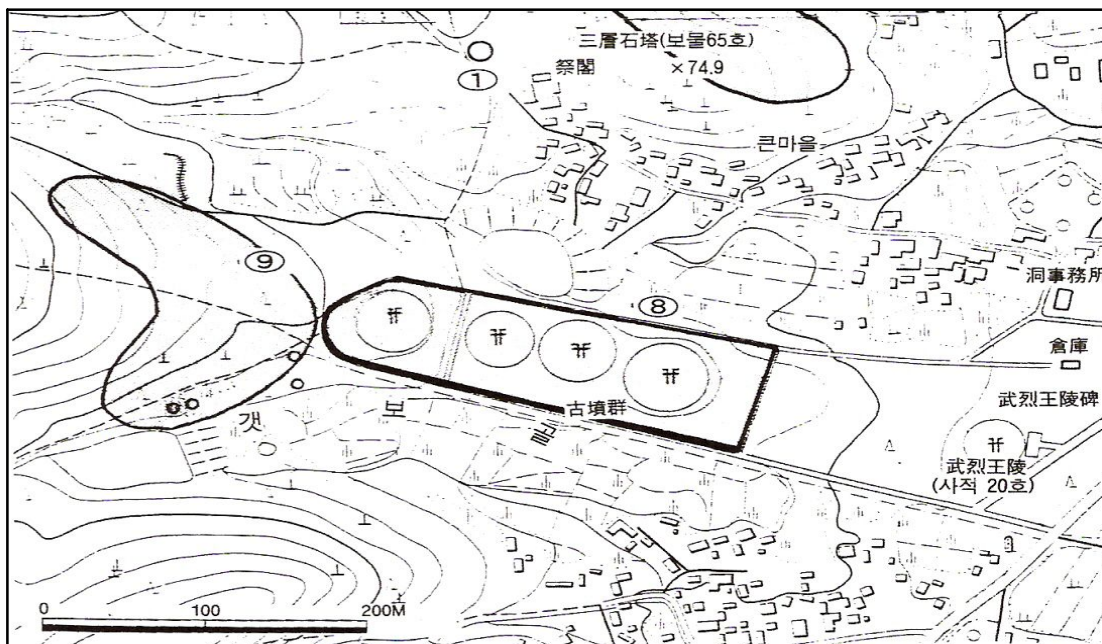 三層石塔(보물65호)
祭閣
×74.9
①
큰마을
⑨
⑧
洞事務所
倉庫
古墳群
武烈王陵碑
갯 보 들
武烈王陵
(사적 20호)
0 100 200M